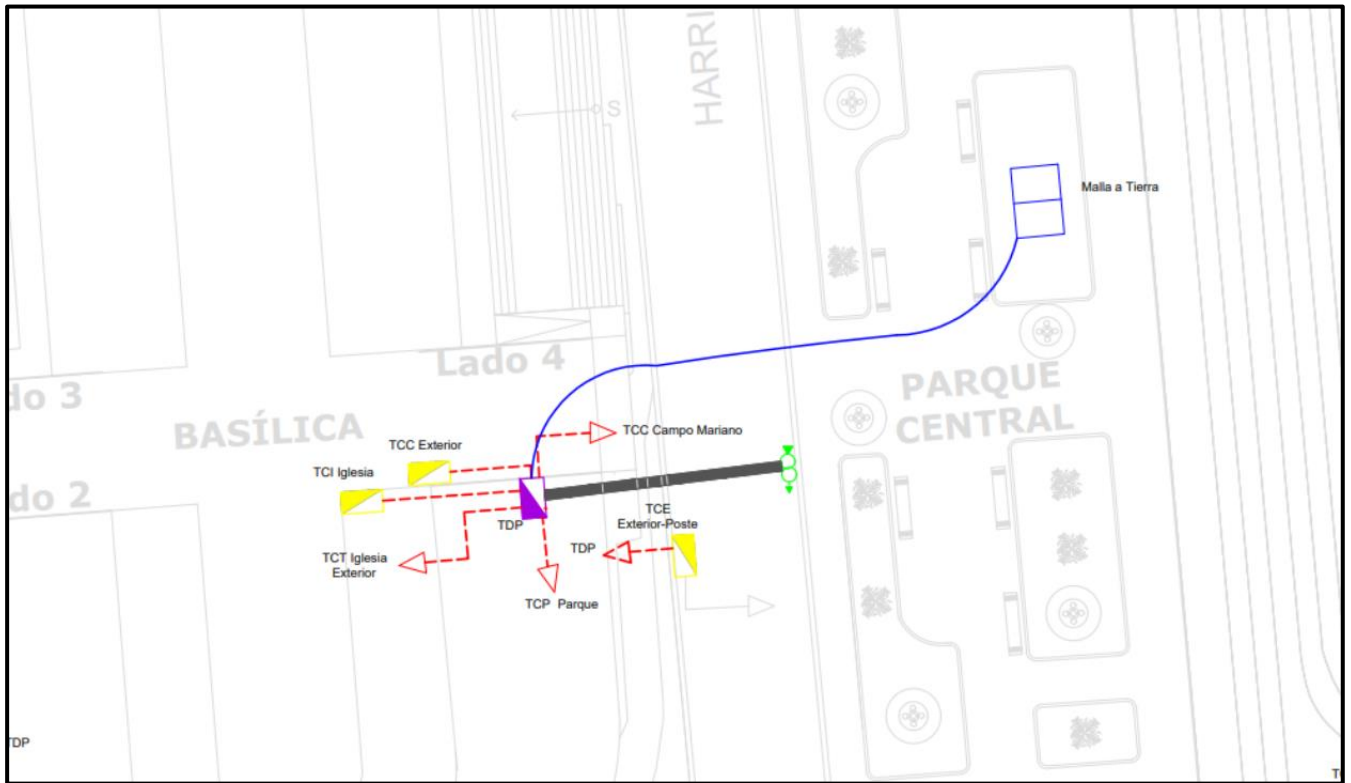 HARRI
S
Malla a Tierra
Lado 4
do 3
PARQUE
CENTRAL
BASÍLICA
TCC Campo Mariano
TCC Exterior
TCI Iglesia
do 2
TCE
Exterior-Poste
TDP
TDP
TCT Iglesia
Exterior
TCP Parque
TDP
T